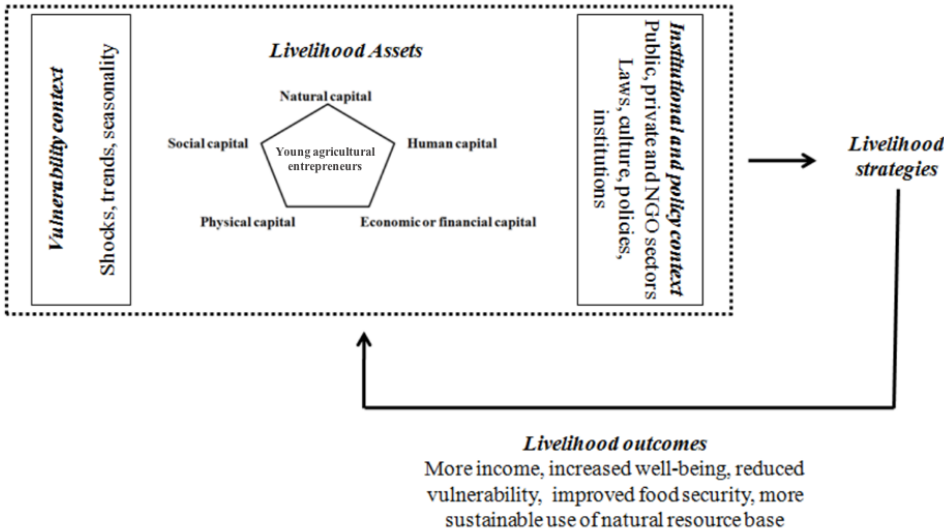 Vulnerability context
Shocks, trends, seasonality
Livelihood Assets
Natural capital
Social capital
Human capital
Young agricultural
entrepreneurs
Physical capital
Economic or financial capital
Institutional and policy context
Public, private and NGO sectors
Laws, culture, policies,
institutions
Livelihood
strategies
Livelihood outcomes
More income, increased well-being, reduced
vulnerability, improved food security, more
sustainable use of natural resource base